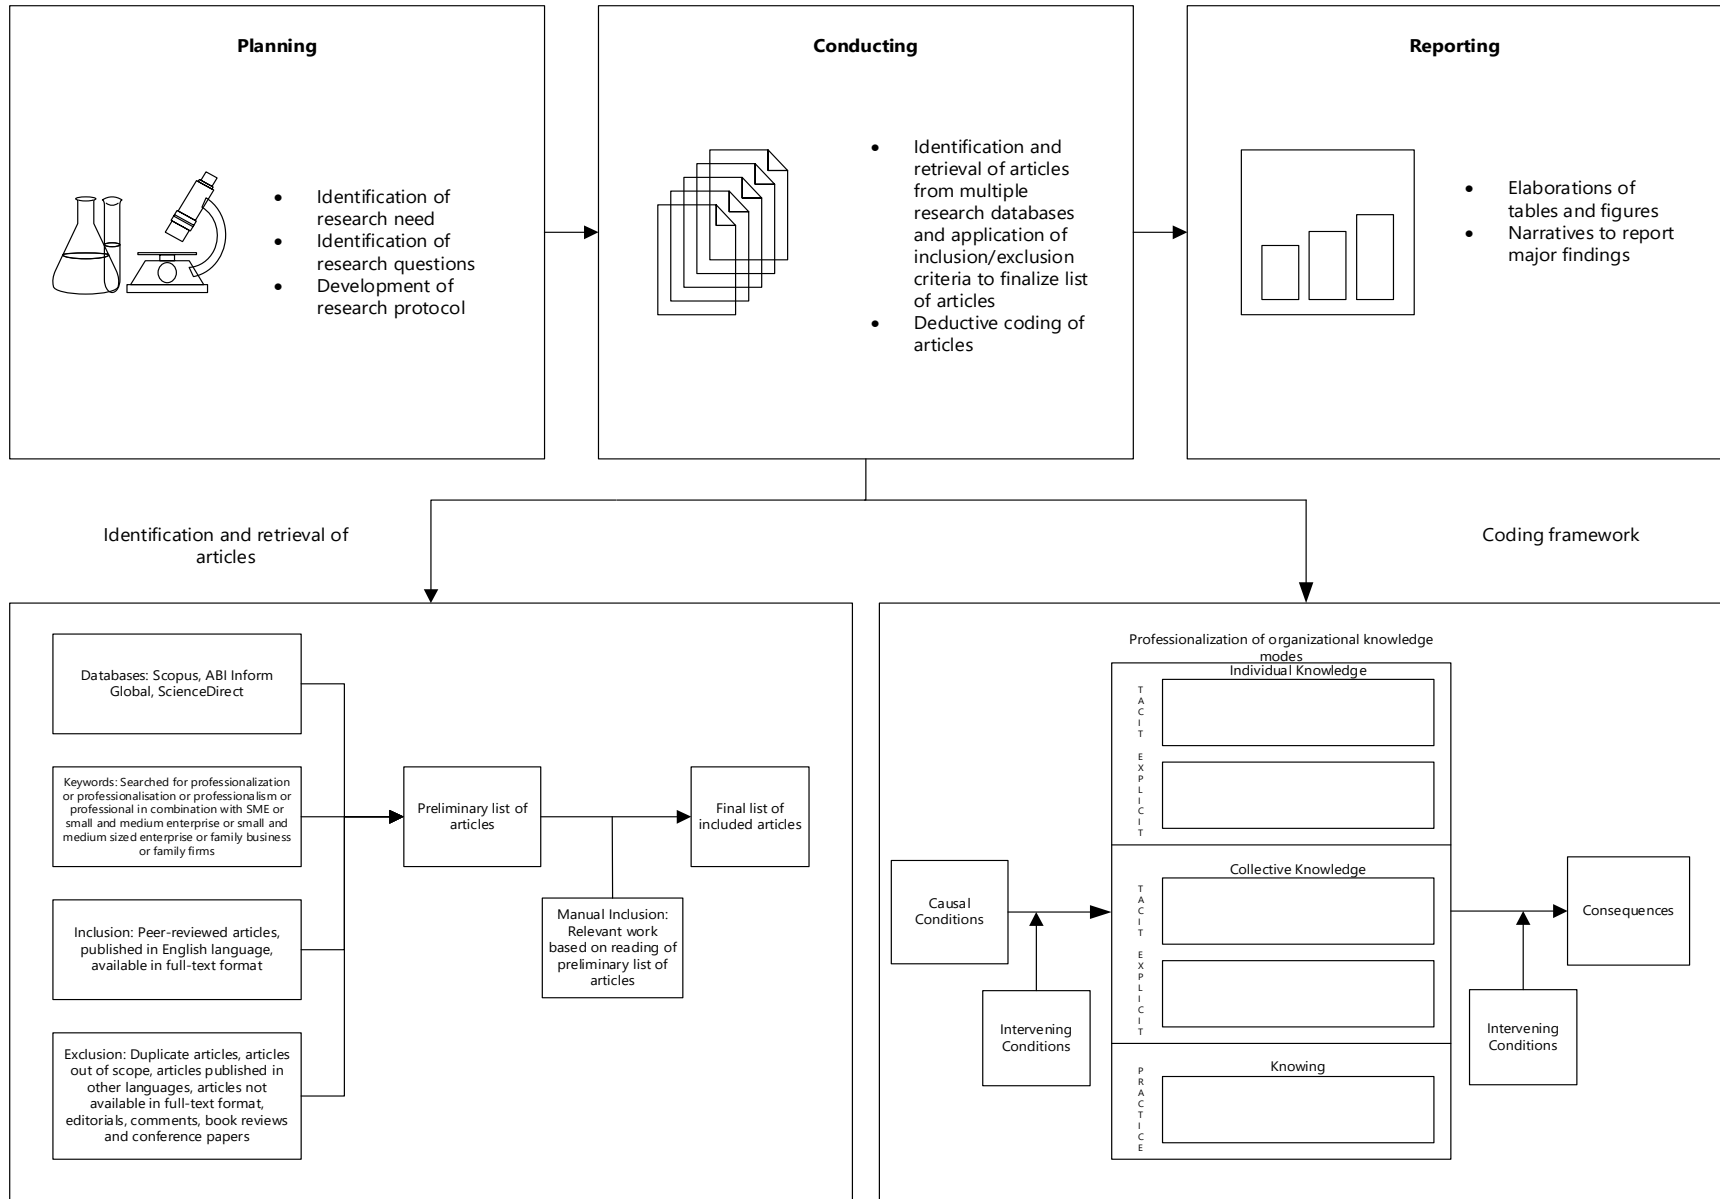 Planning
Identification of
research need
Identification of
research questions
Development of
research protocol
Conducting
Identification and
retrieval of articles
from multiple
research databases
and application of
inclusion/exclusion
criteria to finalize list
of articles
Deductive coding of
articles
Reporting
Elaborations of
tables and figures
Narratives to report
major findings
Identification and retrieval of
articles
Coding framework
Databases: Scopus, ABI Inform
Global, ScienceDirect
Keywords: Searched for professionalization
or professionalisation or professionalism or
professional in combination with SME or
small and medium enterprise or small and
medium sized enterprise or family business
or family firms
Inclusion: Peer-reviewed articles,
published in English language,
available in full-text format
Exclusion: Duplicate articles, articles
out of scope, articles published in
other languages, articles not
available in full-text format,
editorials, comments, book reviews
and conference papers
Preliminary list of
articles
Manual Inclusion:
Relevant work
based on reading of
preliminary list of
articles
Final list of
included articles
Causal
Conditions
Intervening
Conditions
Professionalization of organizational knowledge
modes
Individual Knowledge
TACIT
EXPLICIT
Collective Knowledge
TACIT
EXPLICIT
Knowing
PRACTICE
Intervening
Conditions
Consequences